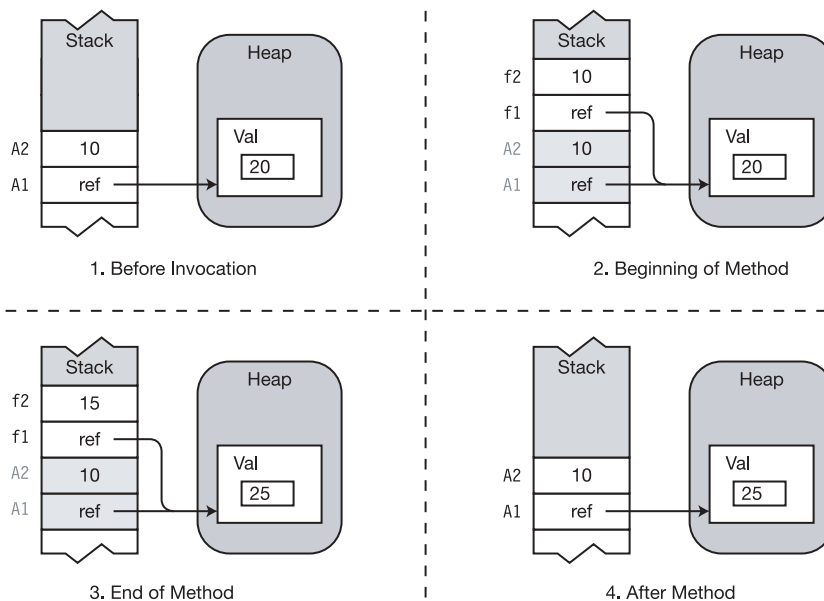 Stack
Heap
A2
10
A1
ref
Val
20
1. Before Invocation
Stack
Heap
f2
10
f1
ref
A2
10
A1
ref
Val
20
2. Beginning of Method
Stack
Heap
f2
15
f1
ref
A2
10
A1
ref
Val
25
3. End of Method
Stack
Heap
A2
10
A1
ref
Val
25
4. After Method